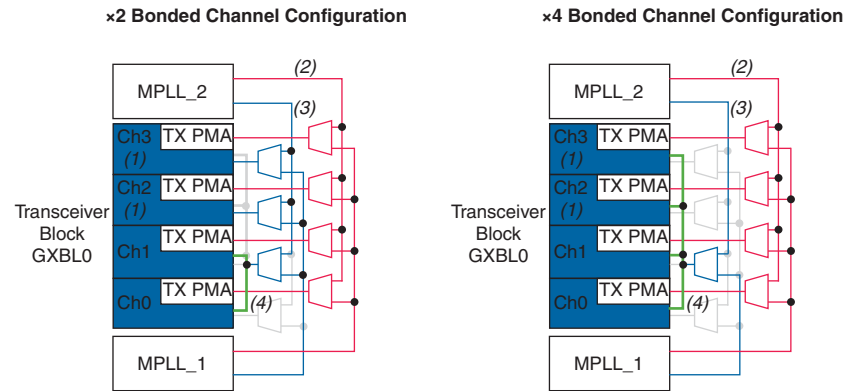 ×2 Bonded Channel Configuration
(2)
MPLL_2
(3)
Ch3
TX PMA
(1)
Ch2
TX PMA
(1)
Transceiver
Block
GXBL0
TX PMA
Ch1
TX PMA
Ch0
(4)
MPLL_1
×4 Bonded Channel Configuration
(2)
MPLL_2
(3)
Ch3
TX PMA
(1)
Ch2
TX PMA
(1)
Transceiver
Block
GXBL0
TX PMA
Ch1
TX PMA
Ch0
(4)
MPLL_1